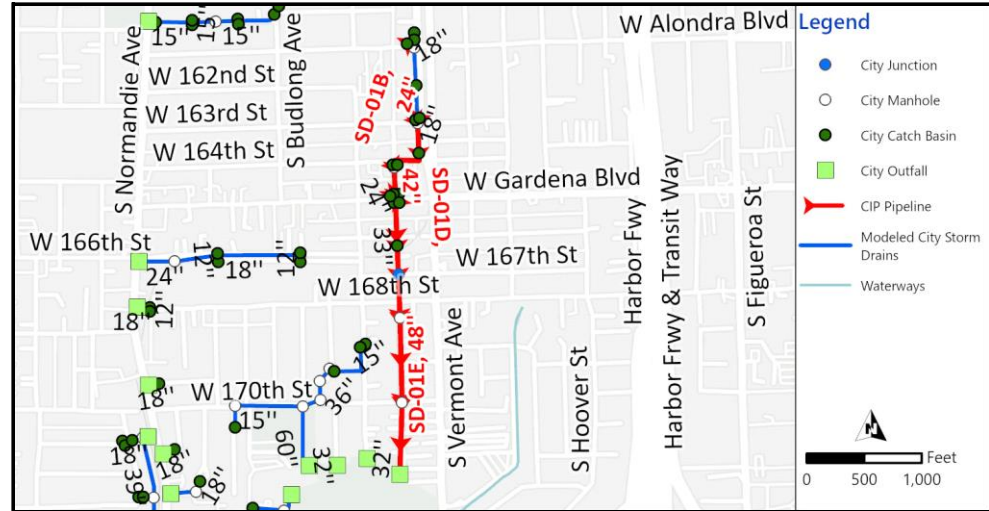 W Alondra Blvd
15"
15"
15"
18"
S Normandie Ave
S Budlong Ave
W 162nd St
W 163rd St
W 164th St
SD-01B,
24"
18"
42"
SD-01D,
W Gardena Blvd
24"
33"
W 166th St
24"
12"
18"
12"
W 167th St
W 168th St
18"
12"
SD-01E, 48"
15"
W 170th St
36"
18"
15"
60"
32"
32"
18"
18"
39"
18"
S Vermont Ave
S Hoover St
Harbor Fwy
Harbor Frwy & Transit Way
S Figueroa St
Legend
City Junction
City Manhole
City Catch Basin
City Outfall
CIP Pipeline
Modeled City Storm
Drains
Waterways
N
Feet
0 500 1,000